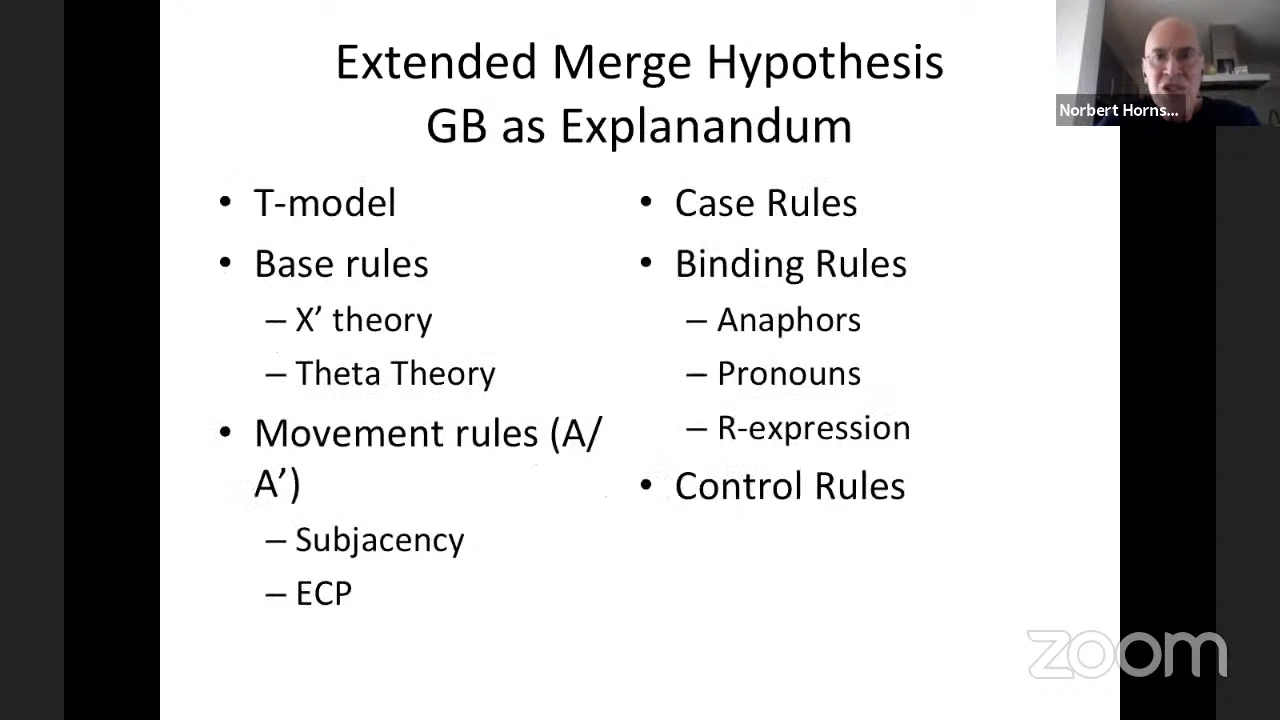 Extended Merge Hypothesis
GB as Explanandum
• T-model
• Base rules
– X’ theory
– Theta Theory
• Movement rules (A/
A’)
– Subjacency
– ECP
• Case Rules
• Binding Rules
– Anaphors
– Pronouns
– R-expression
• Control Rules
Norbert Horns...
zoom